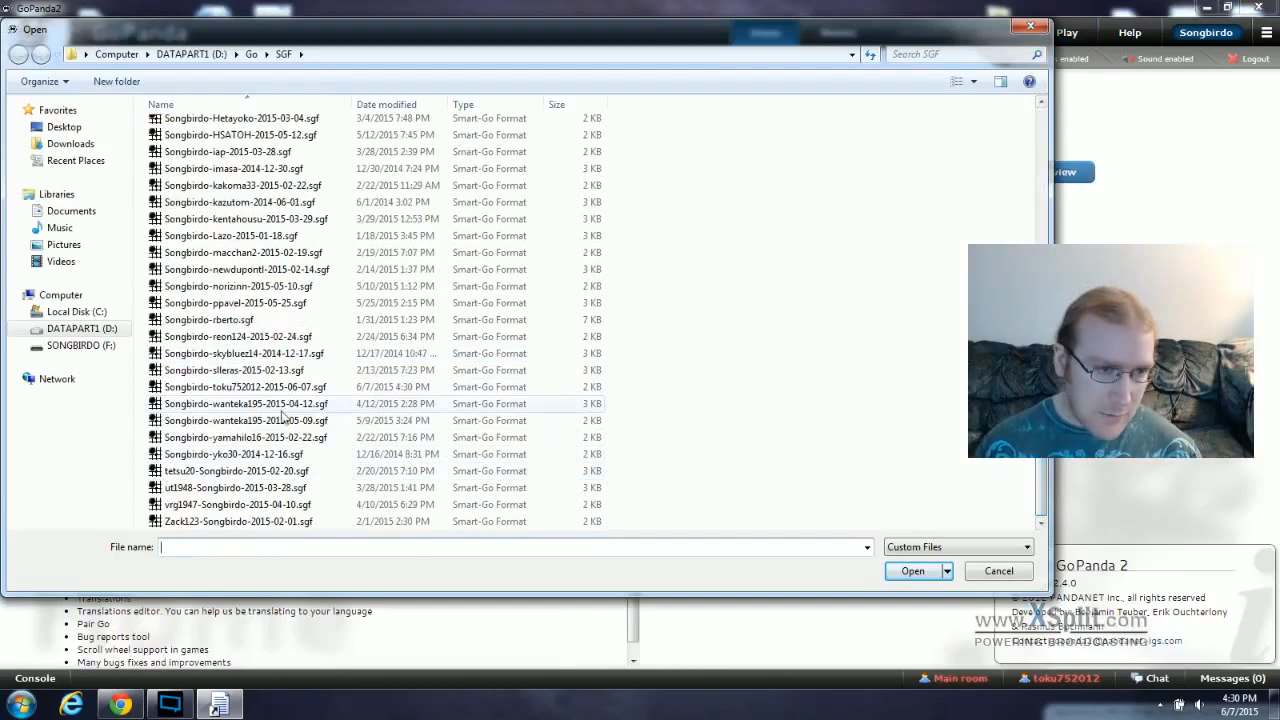 GoPanda2
Open
Play Help Songbirdo
Computer DATAPART1 (D:) Go SGF Search SGF
Sound enabled Logout
Organize New folder
Name Date modified Type Size
Favorites
Desktop
Downloads
Recent Places
Libraries
Documents
Music
Pictures
Videos
Computer
Local Disk (C:)
DATAPART1 (D:)
SONGBIRDO (F:)
Network
Songbirdo-Hetayoko-2015-03-04.sgf 3/4/2015 7:48 PM Smart-Go Format 2 KB
Songbirdo-HSATOH-2015-05-12.sgf 5/12/2015 7:45 PM Smart-Go Format 2 KB
Songbirdo-iap-2015-03-28.sgf 3/28/2015 2:39 PM Smart-Go Format 2 KB
Songbirdo-imasa-2014-12-30.sgf 12/30/2014 7:24 PM Smart-Go Format 3 KB
Songbirdo-kakoma33-2015-02-22.sgf 2/22/2015 11:29 AM Smart-Go Format 2 KB
Songbirdo-kazutom-2014-06-01.sgf 6/1/2014 3:02 PM Smart-Go Format 3 KB
Songbirdo-kentahousu-2015-03-29.sgf 3/29/2015 12:53 PM Smart-Go Format 3 KB
Songbirdo-Lazo-2015-01-18.sgf 1/18/2015 3:45 PM Smart-Go Format 3 KB
Songbirdo-macchan2-2015-02-19.sgf 2/19/2015 7:07 PM Smart-Go Format 3 KB
Songbirdo-newdupontl-2015-02-14.sgf 2/14/2015 1:37 PM Smart-Go Format 3 KB
Songbirdo-norizinn-2015-05-10.sgf 5/10/2015 1:12 PM Smart-Go Format 2 KB
Songbirdo-ppavel-2015-05-25.sgf 5/25/2015 2:15 PM Smart-Go Format 3 KB
Songbirdo-rberto.sgf 1/31/2015 1:23 PM Smart-Go Format 7 KB
Songbirdo-reon124-2015-02-24.sgf 2/24/2015 6:34 PM Smart-Go Format 3 KB
Songbirdo-skybluez14-2014-12-17.sgf 12/17/2014 10:47 ... Smart-Go Format 3 KB
Songbirdo-slleras-2015-02-13.sgf 2/13/2015 7:23 PM Smart-Go Format 2 KB
Songbirdo-toku752012-2015-06-07.sgf 6/7/2015 4:30 PM Smart-Go Format 3 KB
Songbirdo-wanteka195-2015-04-12.sgf 4/12/2015 2:28 PM Smart-Go Format 3 KB
Songbirdo-wanteka195-2015-05-09.sgf 5/9/2015 3:24 PM Smart-Go Format 2 KB
Songbirdo-yamahilo16-2015-02-22.sgf 2/22/2015 7:16 PM Smart-Go Format 2 KB
Songbirdo-yko30-2014-12-16.sgf 12/16/2014 8:31 PM Smart-Go Format 2 KB
tetsu20-Songbirdo-2015-02-20.sgf 2/20/2015 7:10 PM Smart-Go Format 3 KB
ut1948-Songbirdo-2015-03-28.sgf 3/28/2015 1:41 PM Smart-Go Format 3 KB
vrg1947-Songbirdo-2015-04-10.sgf 4/10/2015 6:29 PM Smart-Go Format 3 KB
Zack123-Songbirdo-2015-02-01.sgf 2/1/2015 2:30 PM Smart-Go Format 2 KB
File name: Custom Files
Open Cancel
GoPanda 2
2.4.0
PANDANET Inc., all rights reserved
Erik Ouchterlony
www.XSplit.com
POWERING BROADCASTING
Translations
Translations editor. You can help us be translating to your language
Pair Go
Bug reports tool
Scroll wheel support in games
Many bugs fixes and improvements
Console Main room toku752012 Chat Messages (0)
4:30 PM
6/7/2015